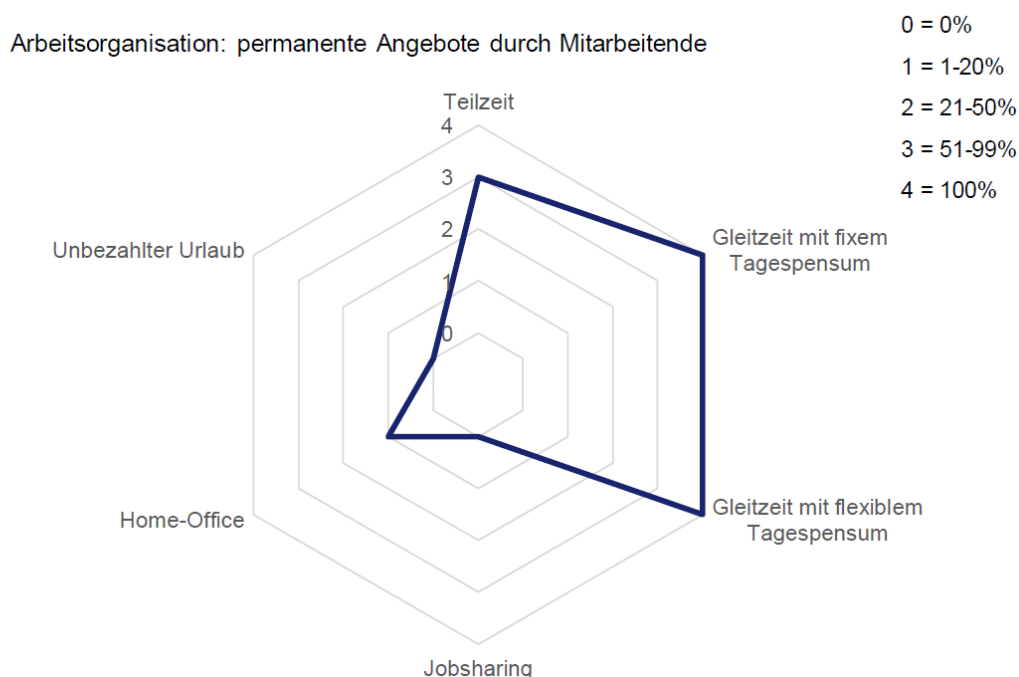 Arbeitsorganisation: permanente Angebote durch Mitarbeitende
0 = 0%
1 = 1-20%
2 = 21-50%
3 = 51-99%
4 = 100%
Teilzeit
4
3
2
1
0
Gleitzeit mit fixem
Tagespensum
Gleitzeit mit flexiblem
Tagespensum
Jobsharing
Home-Office
Unbezahlter Urlaub